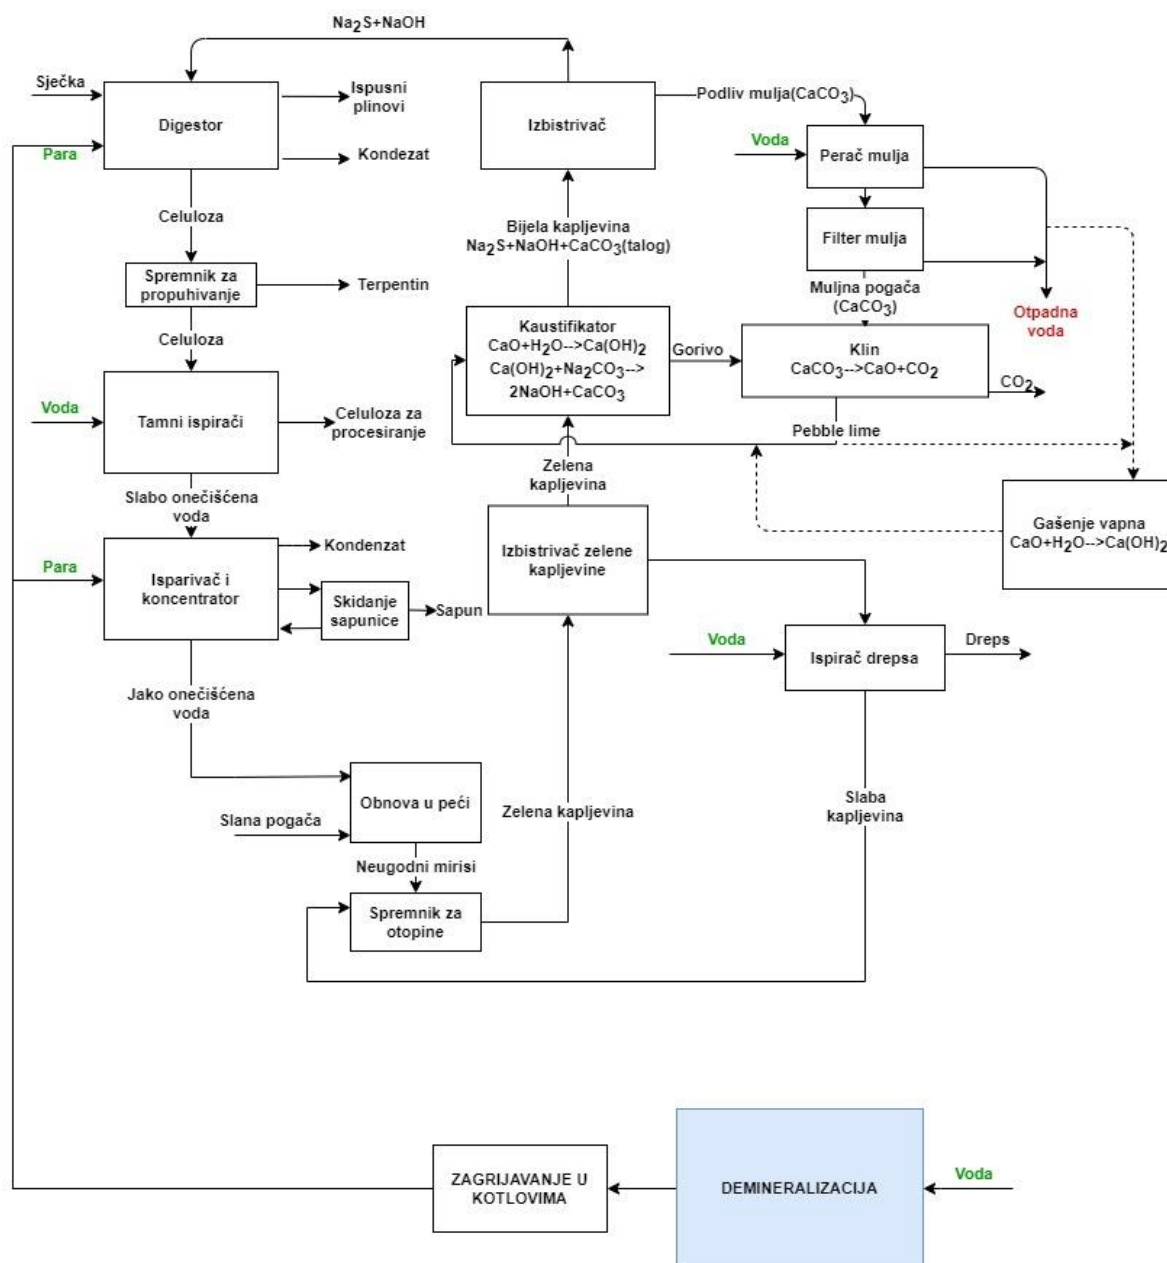 Na2S+NaOH
Sječka
Para
Digestor
Ispusni
plinovi
Kondezat
Izbistrivač
Podliv mulja(CaCO3)
Voda
Perač mulja
Filter mulja
Celuloza
Bijela kapljevina
Na2S+NaOH+CaCO3(talog)
Spremnik za
propuhivanje
Terpentin
Muljna pogača
(CaCO3)
Otpadna
voda
Celuloza
Kaustifikator
CaO+H2O-->Ca(OH)2
Ca(OH)2+Na2CO3-->
2NaOH+CaCO3
Gorivo
Klin
CaCO3-->CaO+CO2
CO2
Voda
Tamni ispirači
Celuloza za
procesiranje
Pebble lime
Zelena
kapljevina
Slabo onečišćena
voda
Gašenje vapna
CaO+H2O-->Ca(OH)2
Para
Isparivač i
koncentrator
Kondenzat
Skidanje
sapunice
Sapun
Izbistrivač zelene
kapljevine
Voda
Ispirač drepsa
Dreps
Jako onečišćena
voda
Obnova u peći
Slana pogača
Zelena kapljevina
Slaba
kapljevina
Neugodni mirisi
Spremnik za
otopine
ZAGRIJAVANJE U
KOTLOVIMA
DEMINERALIZACIJA
Voda